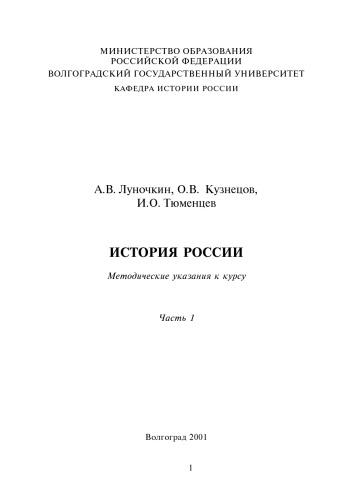 МИНИСТЕРСТВО ОБРАЗОВАНИЯ
РОССИЙСКОЙ ФЕДЕРАЦИИ
ВОЛГОГРАДСКИЙ ГОСУДАРСТВЕННЫЙ УНИВЕРСИТЕТ
КАФЕДРА ИСТОРИИ РОССИИ
А.В. Луночкин, О.В. Кузнецов,
И.О. Тюменцев
ИСТОРИЯ РОССИИ
Методические указания к курсу
Часть 1
Волгоград 2001
1